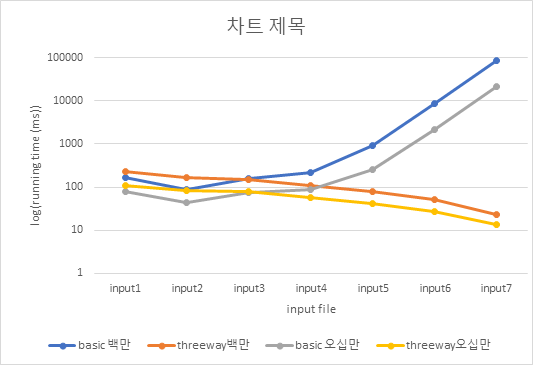 차트 제목
log(running time (ms))
100000
10000
1000
100
10
1
input1 input2 input3 input4 input5 input6 input7
input file
basic 백만 threeway백만 basic 오십만 threeway오십만